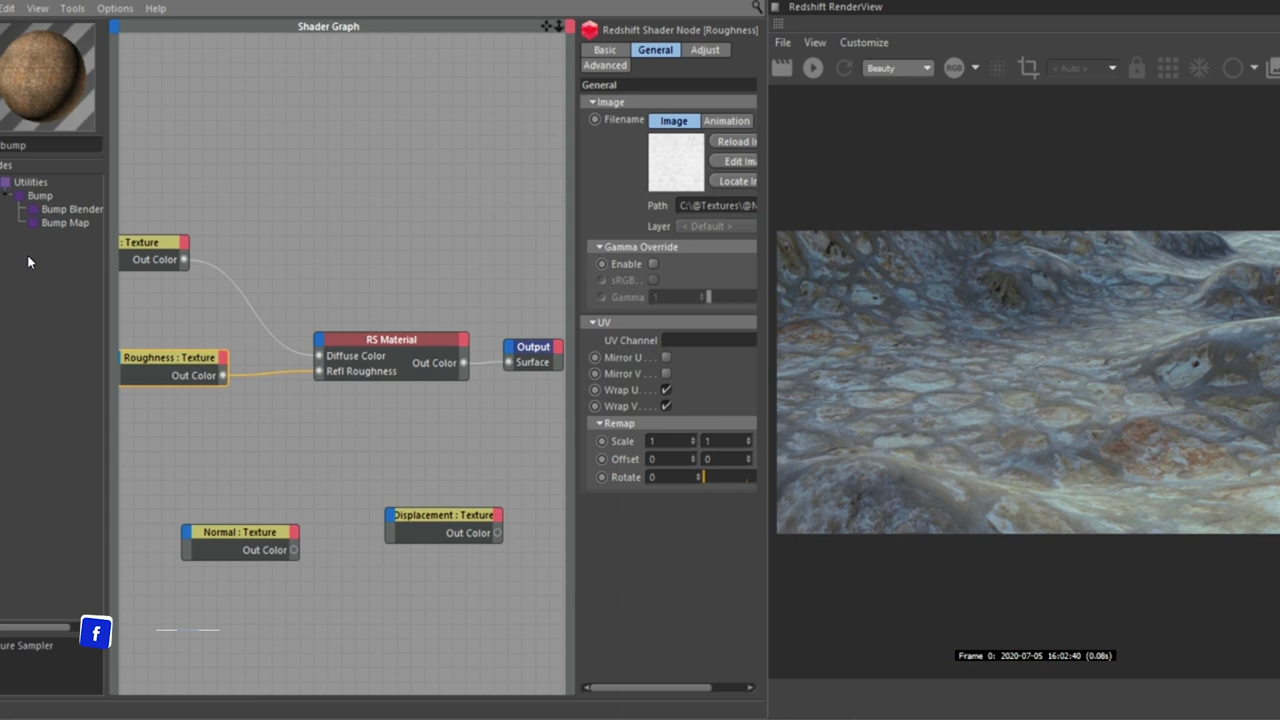 Edit View Tools Options Help
Shader Graph
bump
des
Utilities
Bump
Bump Blender
Bump Map
: Texture
Out Color
Roughness : Texture
Out Color
RS Material
Diffuse Color
Out Color
Refl Roughness
Output
Surface
Normal : Texture
Out Color
Displacement : Texture
Out Color
ure Sampler
f
Redshift Shader Node [Roughness]
Basic General Adjust
Advanced
General
Image
Filename Image Animation
Reload In
Edit Ima
Locate Ir
Path C:\@Textures\@N
Layer < Default >
Gamma Override
Enable
sRGB. .
Gamma 1
UV
UV Channel
Mirror U . . .
Mirror V . . .
Wrap U. . . .
Wrap V. . . .
Remap
Scale 1 1
Offset 0 0
Rotate 0
Redshift RenderView
File View Customize
Beauty RGB < Auto >
Frame 0: 2020-07-05 16:02:40 (0.08s)